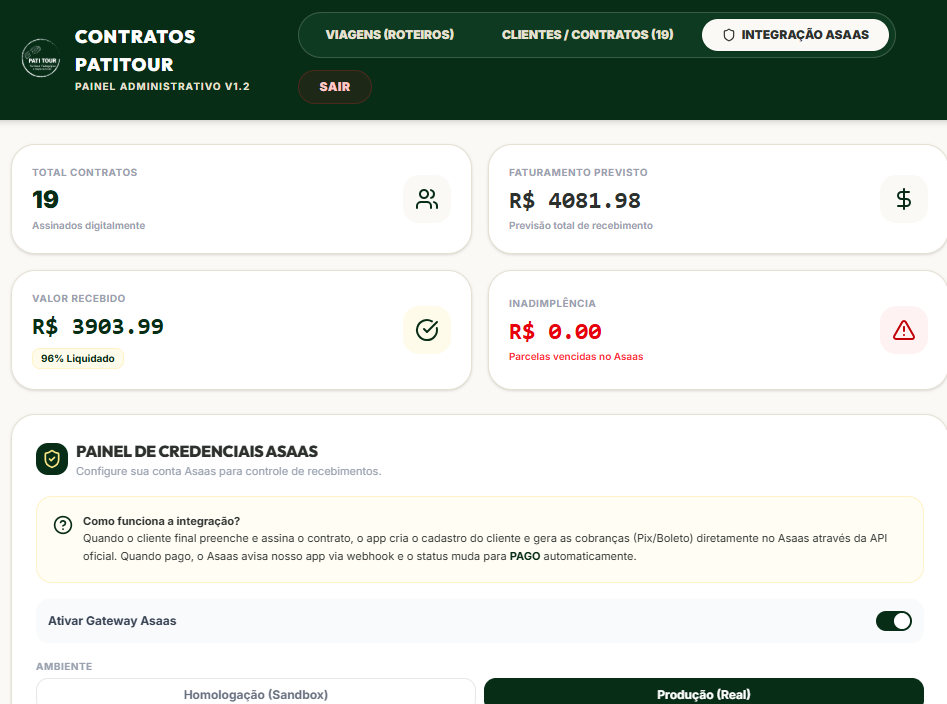 PATI TOUR
CONTRATOS
PATITOUR
PAINEL ADMINISTRATIVO V1.2
VIAGENS (ROTEIROS)
CLIENTES / CONTRATOS (19)
INTEGRAÇÃO ASAAS
SAIR
TOTAL CONTRATOS
19
Assinados digitalmente
FATURAMENTO PREVISTO
R$ 4081.98
Previsão total de recebimento
VALOR RECEBIDO
R$ 3903.99
96% Liquidado
INADIMPLÊNCIA
R$ 0.00
Parcelas vencidas no Asaas
PAINEL DE CREDENCIAIS ASAAS
Configure sua conta Asaas para controle de recebimentos.
Como funciona a integração?
Quando o cliente final preenche e assina o contrato, o app cria o cadastro do cliente e gera as cobranças (Pix/Boleto) diretamente no Asaas através da API
oficial. Quando pago, o Asaas avisa nosso app via webhook e o status muda para PAGO automaticamente.
Ativar Gateway Asaas
AMBIENTE
Homologação (Sandbox)
Produção (Real)